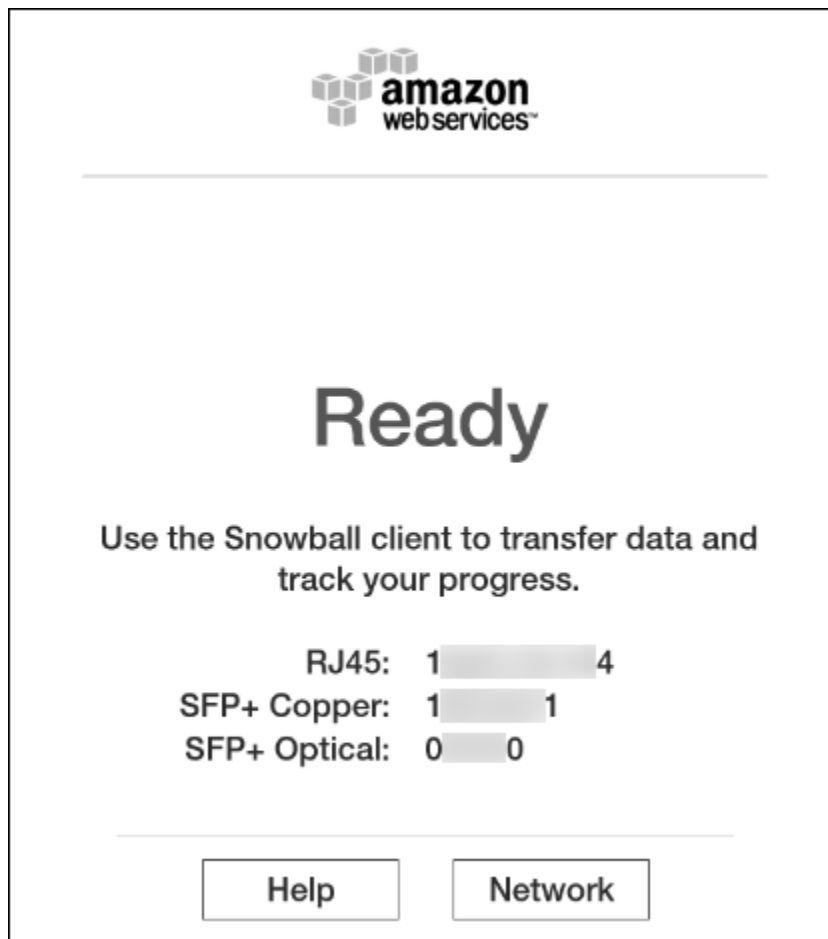 amazon
webservices™
Ready
Use the Snowball client to transfer data and
track your progress.
RJ45: 1 4
SFP+ Copper: 1 1
SFP+ Optical: 0 0
Help Network